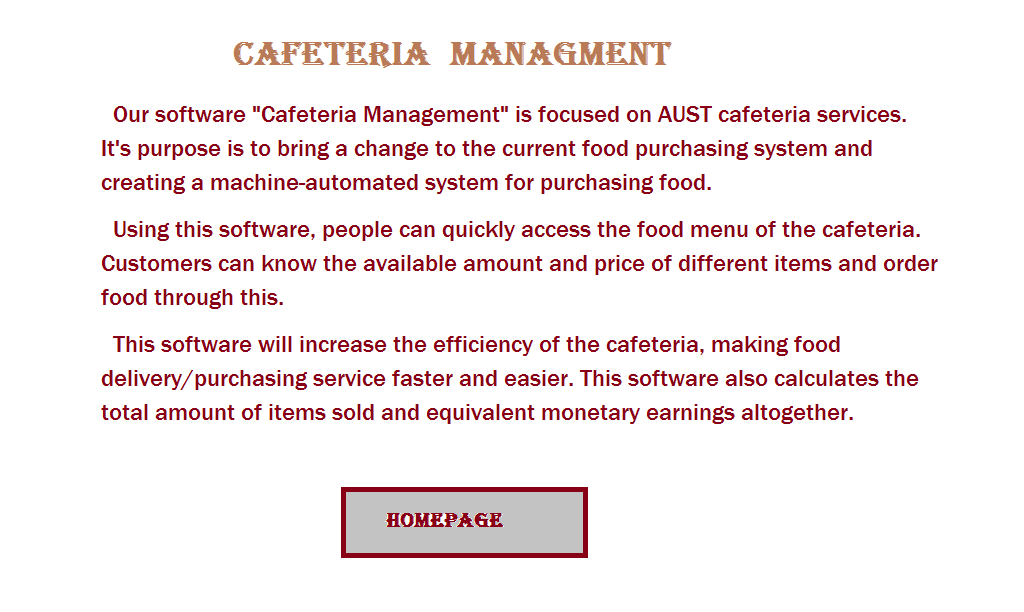 CAFETERIA MANAGMENT
Our software "Cafeteria Management" is focused on AUST cafeteria services.
It's purpose is to bring a change to the current food purchasing system and
creating a machine-automated system for purchasing food.
Using this software, people can quickly access the food menu of the cafeteria.
Customers can know the available amount and price of different items and order
food through this.
This software will increase the efficiency of the cafeteria, making food
delivery/purchasing service faster and easier. This software also calculates the
total amount of items sold and equivalent monetary earnings altogether.
HOMEPAGE